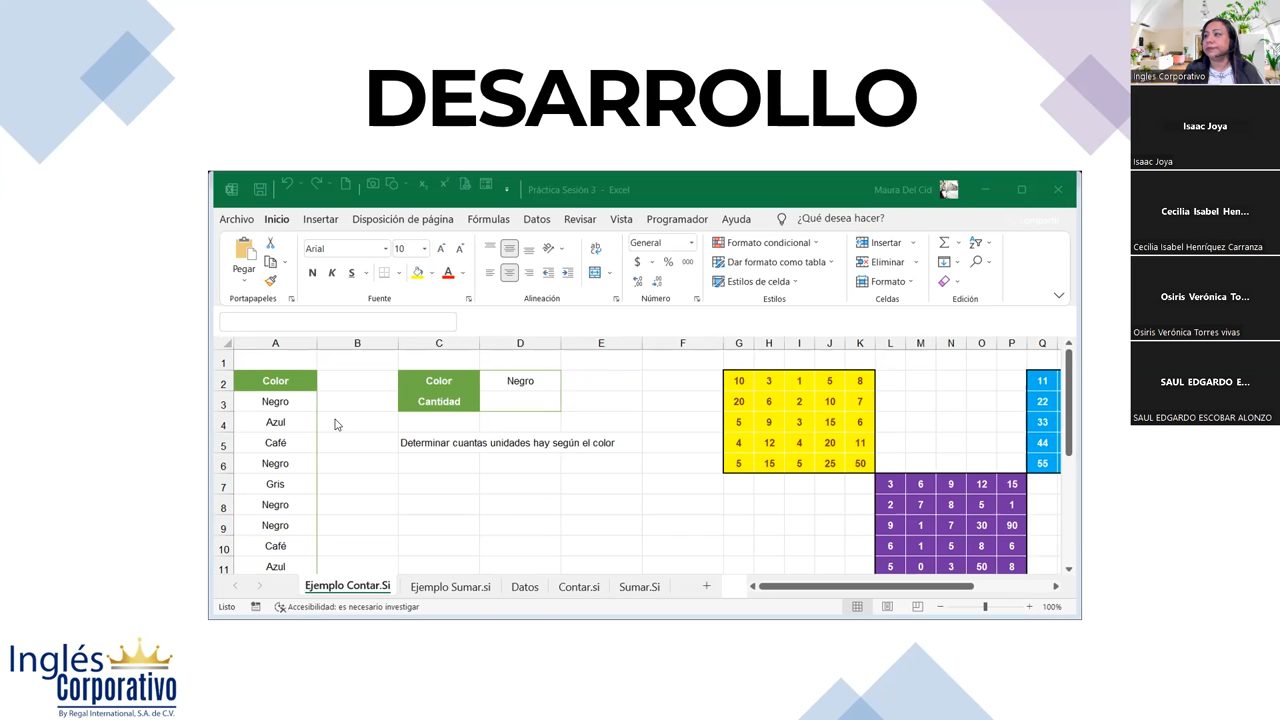 DESARROLLO
Práctica Sesión 3 - Excel
Maura Del Cid
Archivo Inicio Insertar Disposición de página Fórmulas Datos Revisar Vista Programador Ayuda ¿Qué desea hacer?
Pegar
Arial 10
N K S
General
$ % 000
Formato condicional
Dar formato como tabla
Estilos de celda
Insertar
Eliminar
Formato
Portapapeles Fuente Alineación Número Estilos Celdas Edición
A B C D E F G H I J K L M N O P Q
1
2 Color Color Negro 10 3 1 5 8 11
3 Negro Cantidad 20 6 2 10 7 22
4 Azul 5 9 3 15 6 33
5 Café Determinar cuantas unidades hay según el color 4 12 4 20 11 44
6 Negro 5 15 5 25 50 55
7 Gris 3 6 9 12 15
8 Negro 2 7 8 5 1
9 Negro 9 1 7 30 90
10 Café 6 1 5 8 6
11 Azul 5 0 3 50 8
Ejemplo Contar.Si Ejemplo Sumar.si Datos Contar.si Sumar.Si
Listo Accesibilidad: es necesario investigar 100%
Inglés
Corporativo
By Regal International, S.A. de C.V.
Ingles Corporativo
Isaac Joya
Isaac Joya
Cecilia Isabel Hen...
Cecilia Isabel Henríquez Carranza
Osiris Verónica To...
Osiris Verónica Torres vivas
SAUL EDGARDO E...
SAUL EDGARDO ESCOBAR ALONZO